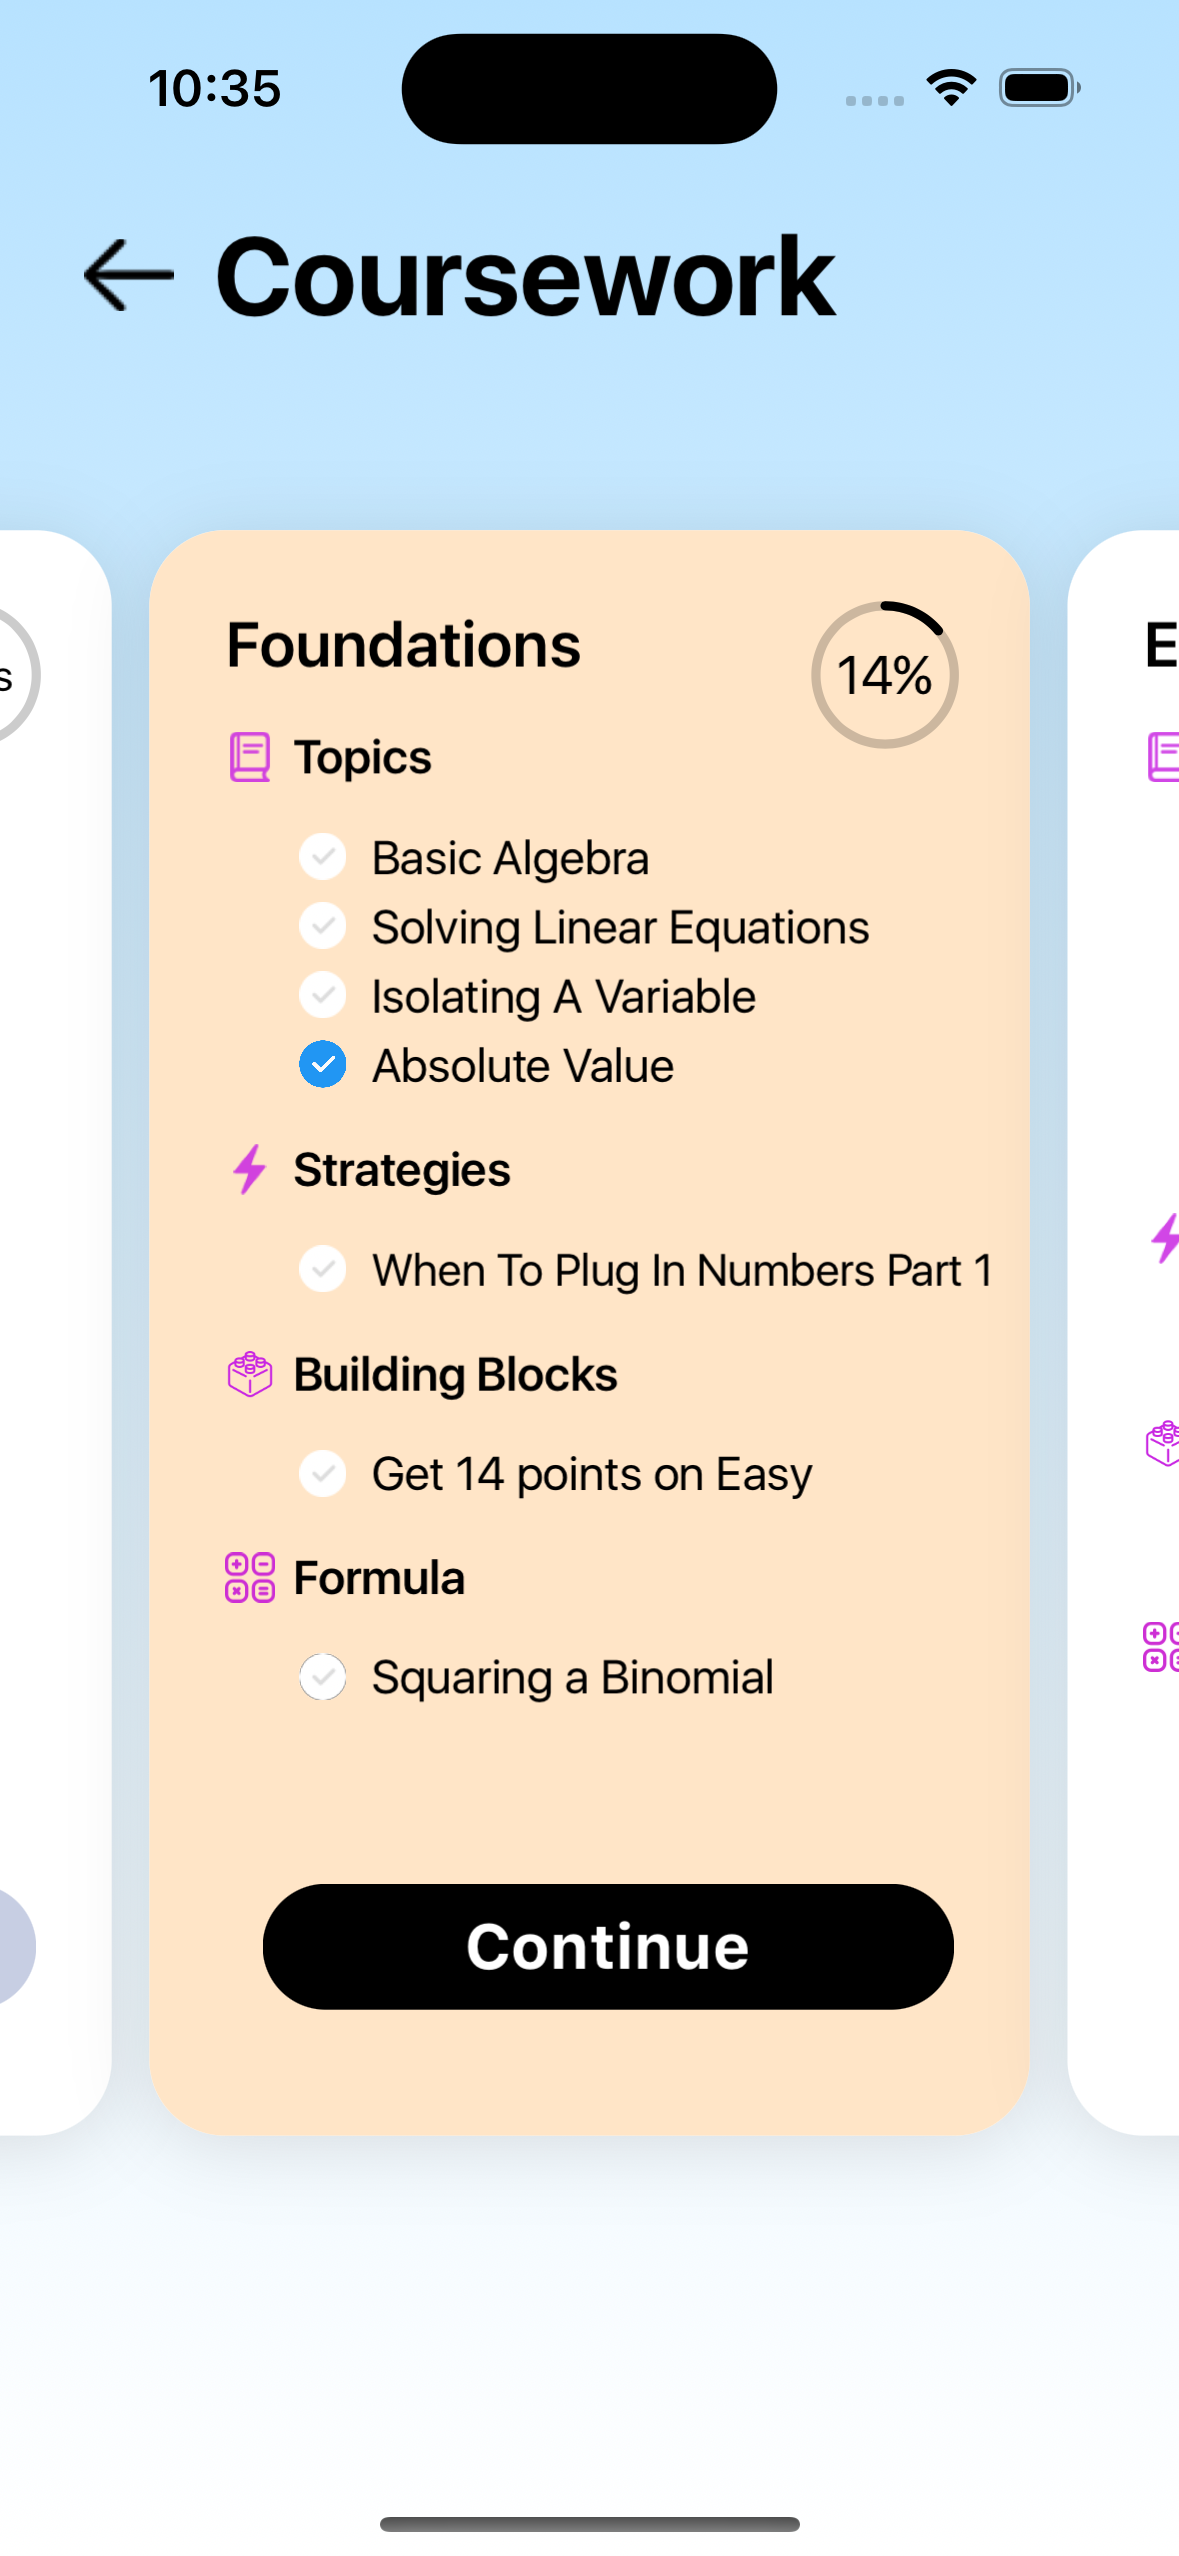 10:35
Coursework
s
Foundations
14%
E
Topics
Basic Algebra
Solving Linear Equations
Isolating A Variable
Absolute Value
Strategies
When To Plug In Numbers Part 1
Building Blocks
Get 14 points on Easy
Formula
Squaring a Binomial
Continue